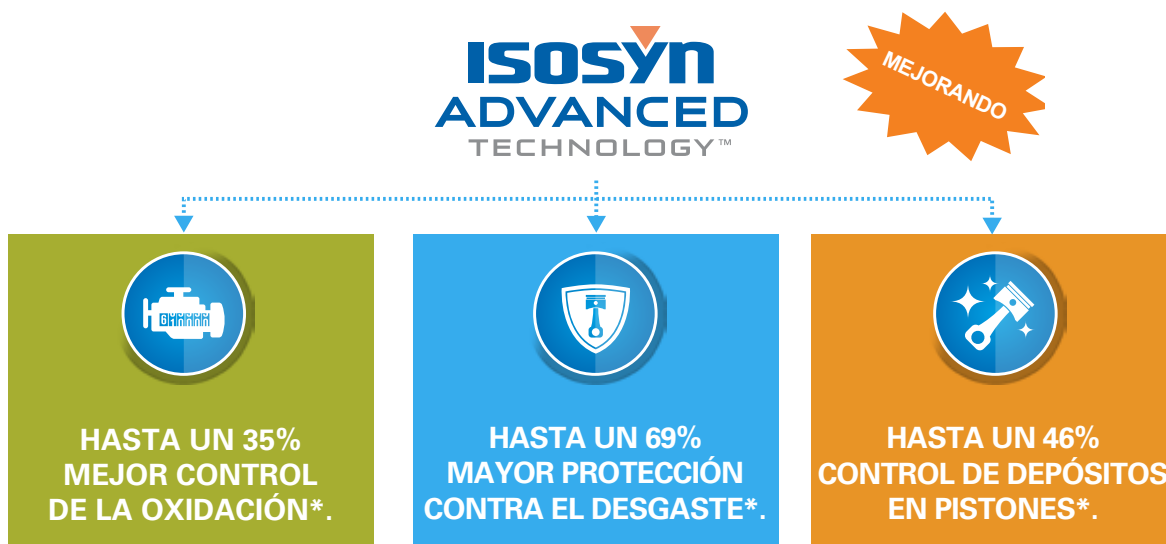 ISOSYN
ADVANCED
TECHNOLOGY™
MEJORANDO
HASTA UN 35%
MEJOR CONTROL
DE LA OXIDACIÓN*.
HASTA UN 69%
MAYOR PROTECCIÓN
CONTRA EL DESGASTE*.
HASTA UN 46%
CONTROL DE DEPÓSITOS
EN PISTONES*.